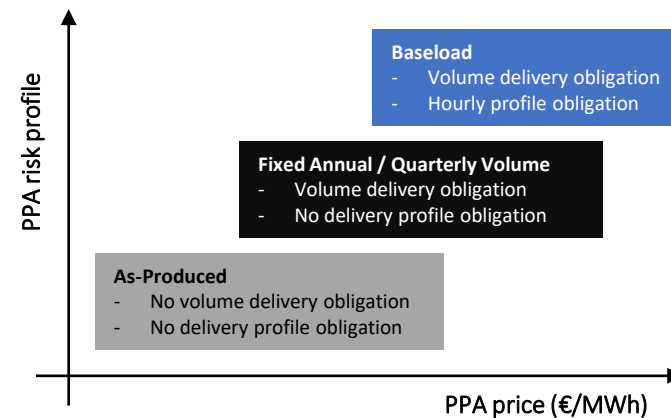 PPA risk profile
Baseload
- Volume delivery obligation
- Hourly profile obligation
Fixed Annual / Quarterly Volume
- Volume delivery obligation
- No delivery profile obligation
As-Produced
- No volume delivery obligation
- No delivery profile obligation
PPA price (€/MWh)